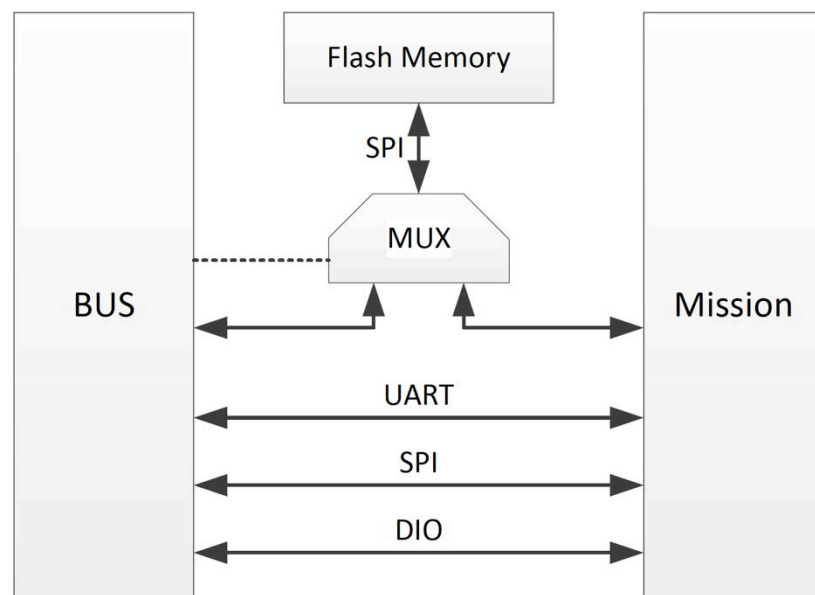 Flash Memory
SPI
MUX
BUS
Mission
UART
SPI
DIO